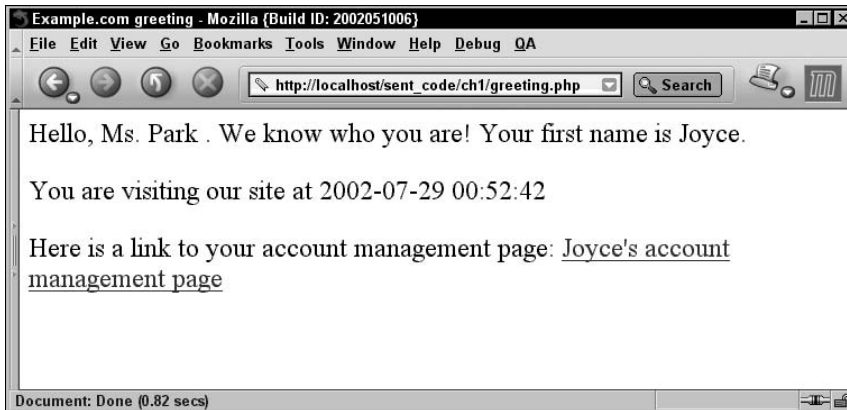 Example.com greeting - Mozilla {Build ID: 2002051006}
File Edit View Go Bookmarks Tools Window Help Debug QA
http://localhost/sent_code/ch1/greeting.php Search
Hello, Ms. Park . We know who you are! Your first name is Joyce.
You are visiting our site at 2002-07-29 00:52:42
Here is a link to your account management page: Joyce's account
management page
Document: Done (0.82 secs)